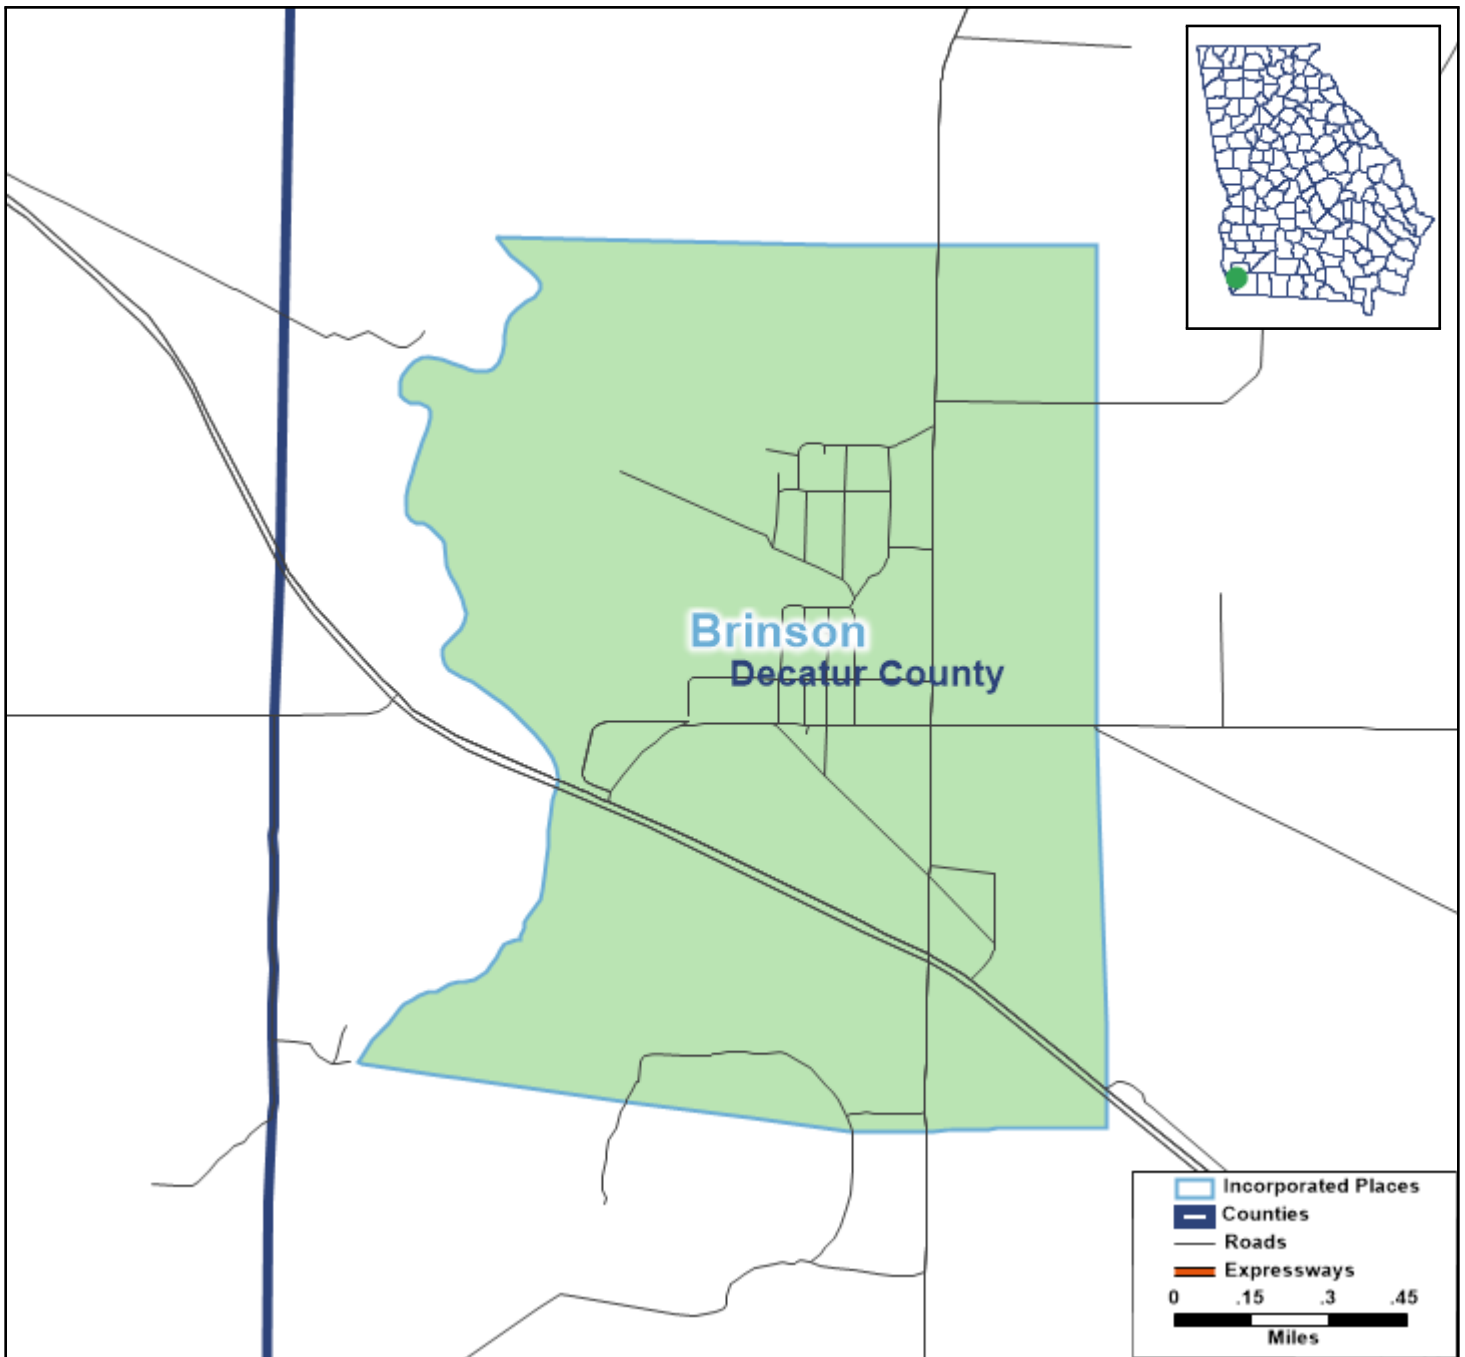 Brinson
Decatur County
Incorporated Places
Counties
Roads
Expressways
0 .15 .3 .45
Miles